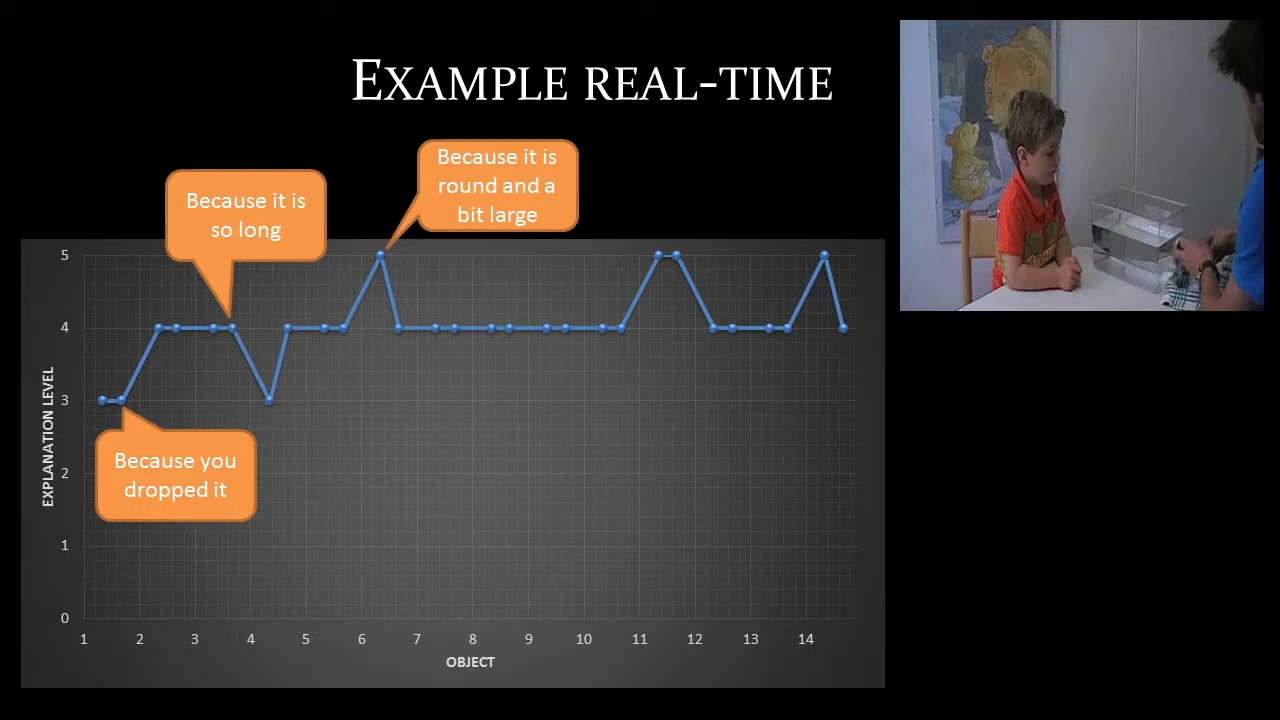 EXAMPLE REAL-TIME
Because it is
round and a
bit large
Because it is
so long
Because you
dropped it
EXPLANATION LEVEL
5
4
3
2
1
0
1 2 3 4 5 6 7 8 9 10 11 12 13 14
OBJECT